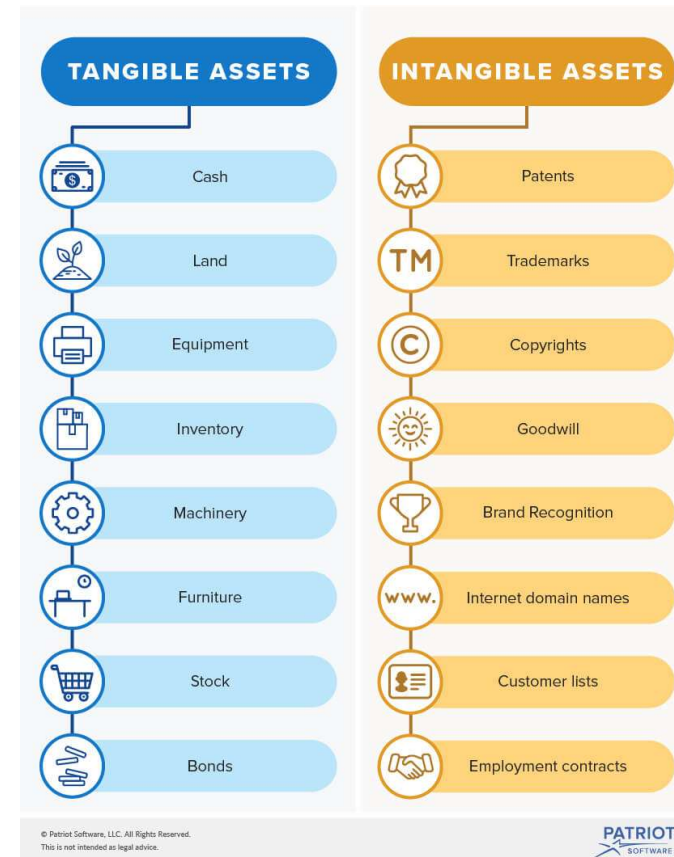 TANGIBLE ASSETS
Cash
Land
Equipment
Inventory
Machinery
Furniture
Stock
Bonds
INTANGIBLE ASSETS
Patents
TM
Trademarks
C
Copyrights
Goodwill
Brand Recognition
www.
Internet domain names
Customer lists
Employment contracts
© Patriot Software, LLC. All Rights Reserved.
This is not intended as legal advice.
PATRIOT
SOFTWARE